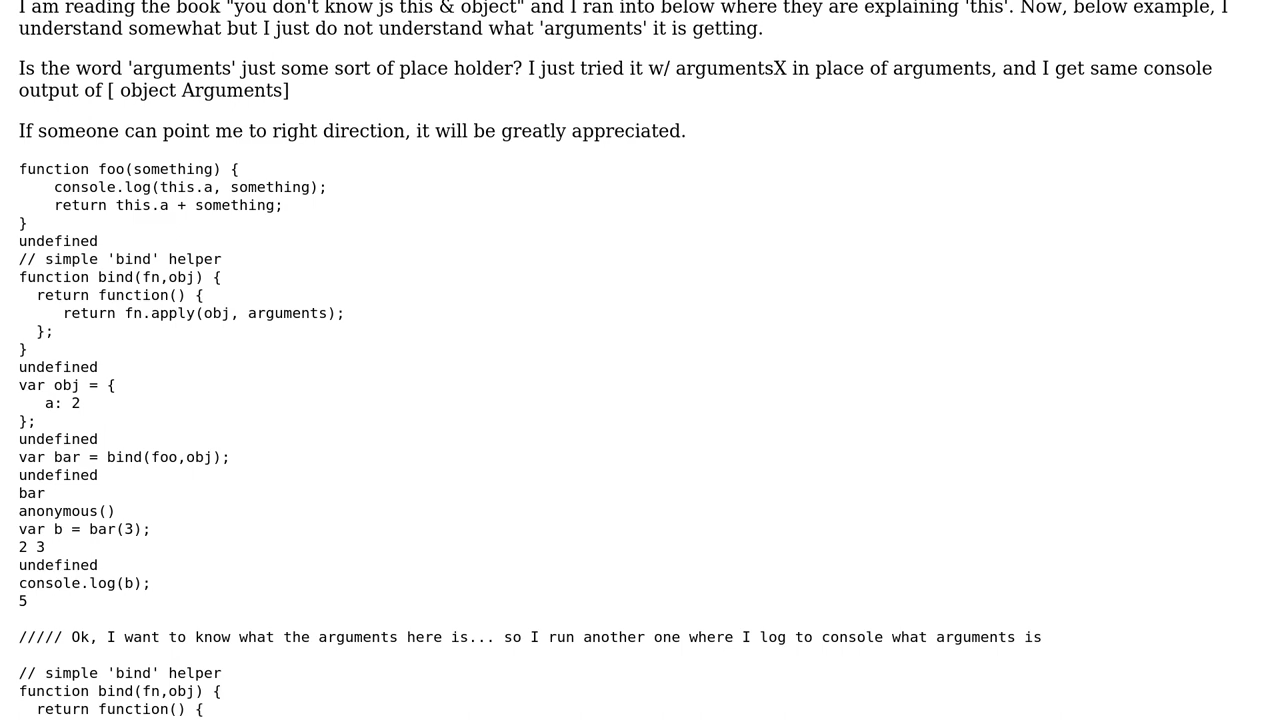 I am reading the book "you don't know js this & object" and I ran into below where they are explaining 'this'. Now, below example, I
understand somewhat but I just do not understand what 'arguments' it is getting.
Is the word 'arguments' just some sort of place holder? I just tried it w/ argumentsX in place of arguments, and I get same console
output of [ object Arguments]
If someone can point me to right direction, it will be greatly appreciated.
function foo(something) {
    console.log(this.a, something);
    return this.a + something;
}
undefined
// simple 'bind' helper
function bind(fn,obj) {
  return function() {
     return fn.apply(obj, arguments);
  };
}
undefined
var obj = {
   a: 2
};
undefined
var bar = bind(foo,obj);
undefined
bar
anonymous()
var b = bar(3);
2 3
undefined
console.log(b);
5
///// Ok, I want to know what the arguments here is... so I run another one where I log to console what arguments is
// simple 'bind' helper
function bind(fn,obj) {
  return function() {